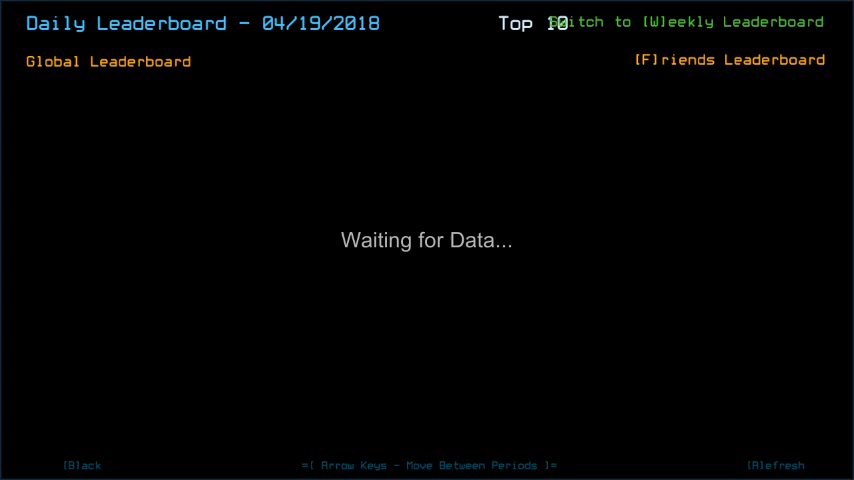 Daily Leaderboard - 04/19/2018
Top 10
Switch to [W]eekly Leaderboard
Global Leaderboard
[F]riends Leaderboard
Waiting for Data...
[B]ack
=[ Arrow Keys - Move Between Periods ]=
[R]efresh